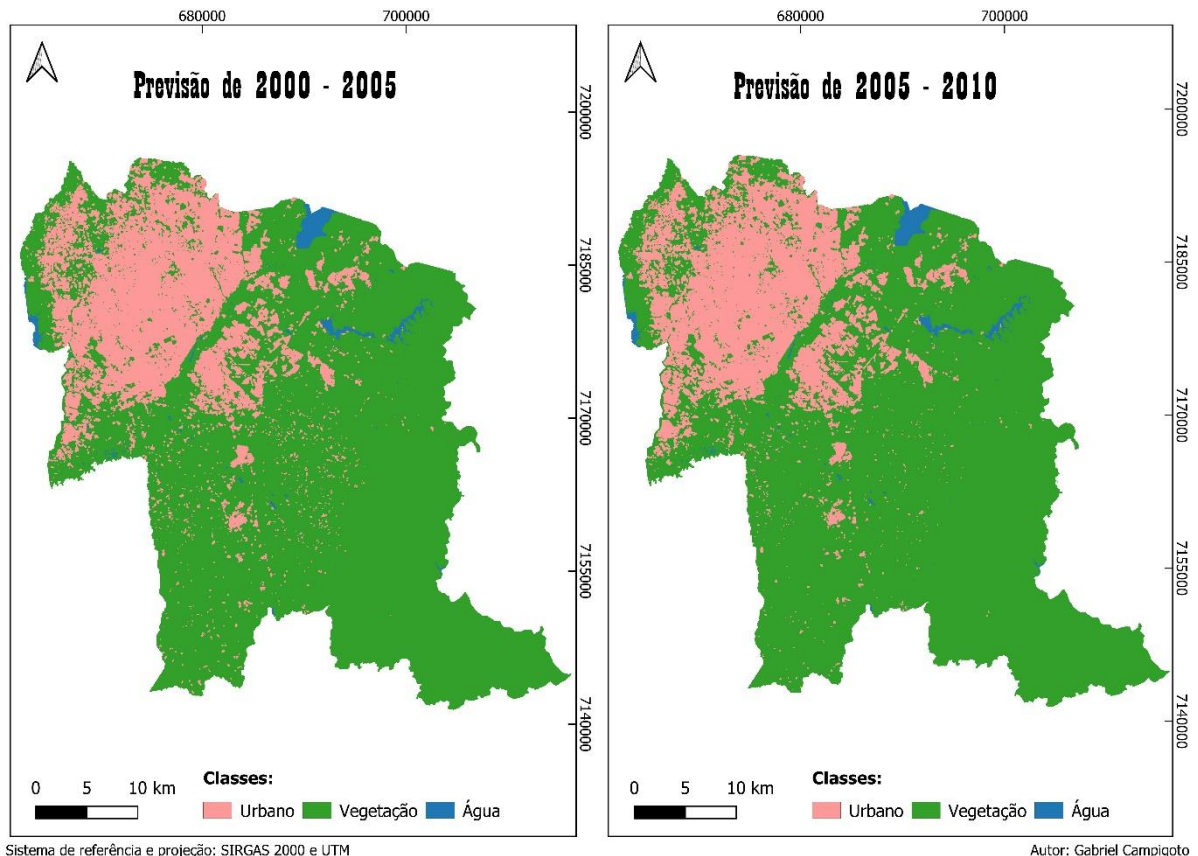 680000 700000
Previsão de 2000 - 2005
7200000
7185000
7170000
7155000
7140000
0 5 10 km
Classes:
Urbano Vegetação Água
680000 700000
Previsão de 2005 - 2010
7200000
7185000
7170000
7155000
7140000
0 5 10 km
Classes:
Urbano Vegetação Água
Sistema de referência e projeção: SIRGAS 2000 e UTM
Autor: Gabriel Campigoto